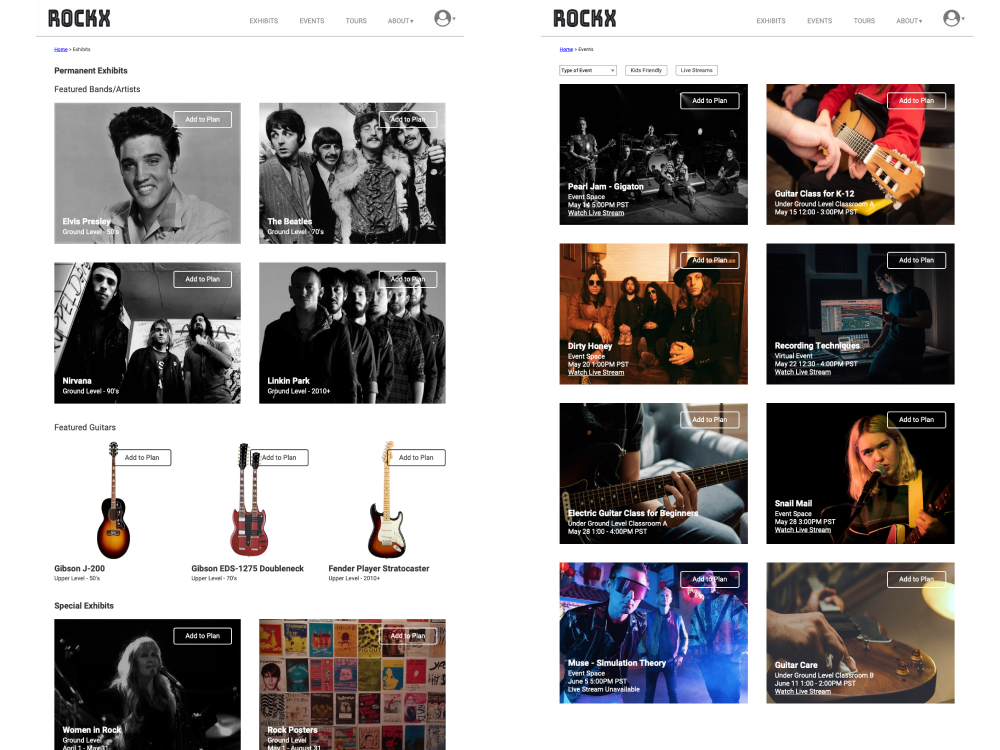 ROCKX
EXHIBITS EVENTS TOURS ABOUT▾
Home > Exhibits
Permanent Exhibits
Featured Bands/Artists
Add to Plan
Elvis Presley
Ground Level - 50's
Add to Plan
The Beatles
Ground Level - 70's
Add to Plan
Nirvana
Ground Level - 90's
Add to Plan
Linkin Park
Ground Level - 2010+
Featured Guitars
Add to Plan
Gibson J-200
Upper Level - 50's
Add to Plan
Gibson EDS-1275 Doubleneck
Upper Level - 70's
Add to Plan
Fender Player Stratocaster
Upper Level - 2010+
Special Exhibits
Add to Plan
Women in Rock
Ground Level
April 1 - May 31
Add to Plan
Rock Posters
Ground Level
May 1 - August 31
ROCKX
EXHIBITS EVENTS TOURS ABOUT▾
Home > Events
Type of Event Kids Friendly Live Streams
Add to Plan
Pearl Jam - Gigaton
Event Space
May 14 5:00PM PST
Watch Live Stream
Add to Plan
Guitar Class for K-12
Under Ground Level Classroom A
May 15 12:00 - 3:00PM PST
Add to Plan
Dirty Honey
Event Space
May 20 1:00PM PST
Watch Live Stream
Add to Plan
Recording Techniques
Virtual Event
May 22 12:30 - 4:00PM PST
Watch Live Stream
Add to Plan
Electric Guitar Class for Beginners
Under Ground Level Classroom A
May 28 1:00 - 4:00PM PST
Add to Plan
Snail Mail
Event Space
May 28 3:00PM PST
Watch Live Stream
Add to Plan
Muse - Simulation Theory
Event Space
June 5 5:00PM PST
Live Stream Unavailable
Add to Plan
Guitar Care
Under Ground Level Classroom B
June 11 1:00 - 2:00PM PST
Watch Live Stream